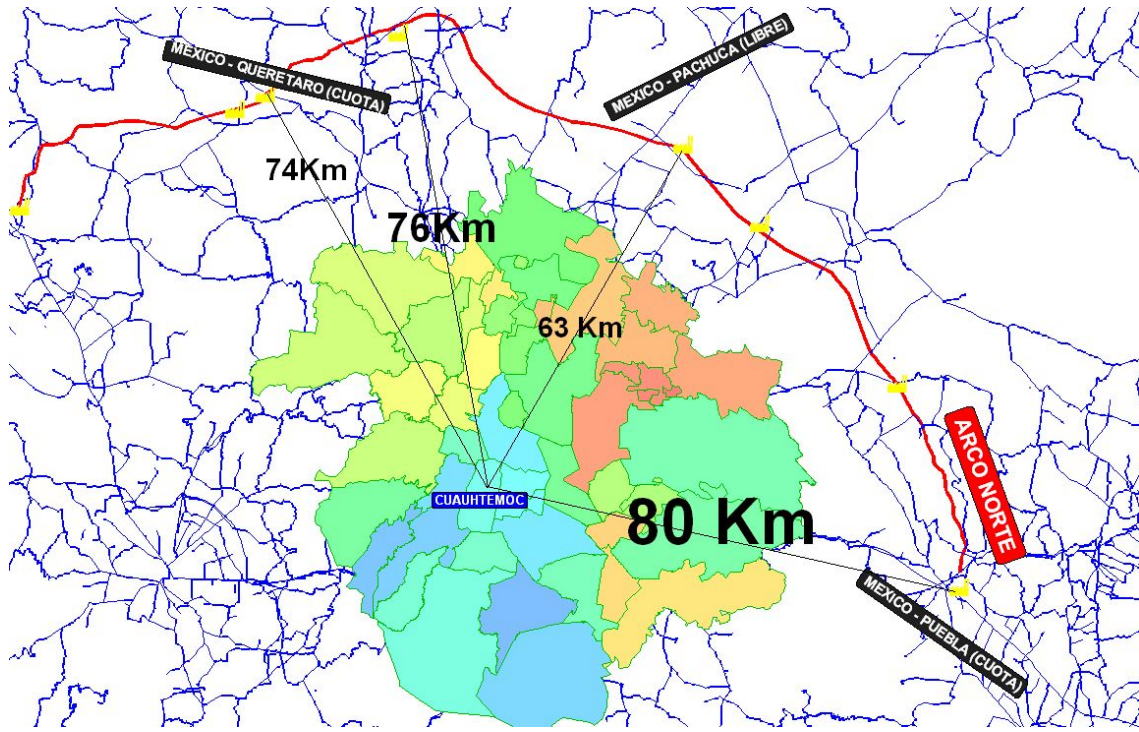 MEXICO - QUERETARO (CUOTA)
MEXICO - PACHUCA (LIBRE)
74Km
76Km
63 Km
CUAUHTEMOC
80 Km
ARCO NORTE
MEXICO - PUEBLA (CUOTA)